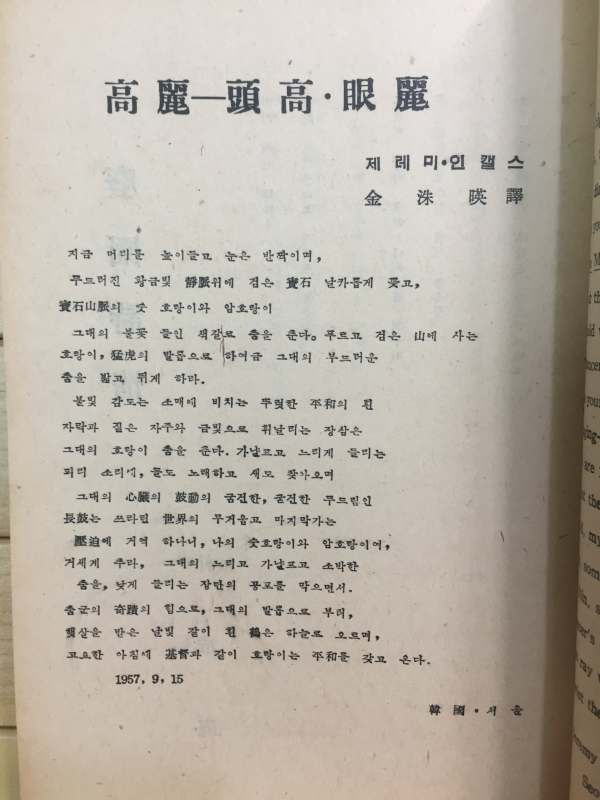 高麗―頭高·眼麗
제레미·인캘스
金洙暎譯
지금 머리를 높이들고 눈은 반짝이며,
푸드러진 황금빛 靜脈위에 검은 寶石 날카롭게 꽂고,
寶石山脈의 숫 호랑이와 암호랑이
그대의 불꽃 들인 색갈로 춤을 춘다. 푸르고 검은 山에 사는
호랑이, 猛虎의 발톱으로 하여금 그대의 부드러운
춤을 밟고 뛰게 하라.
불빛 감도는 소매에 비치는 뚜렷한 平和의 흰
자락과 짙은 자주와 금빛으로 휘날리는 장삼은
그대의 호랑이 춤을 춘다. 가냘프고 느리게 들리는
피리 소리에, 돌도 노래하고 새도 찾아오며
그대의 心臟의 鼓動의 굳건한, 굳건한 두드림인
長鼓는 쓰라린 世界의 무거웁고 마지막가는
壓迫에 거역 하나니, 나의 숫호랑이와 암호랑이여,
거세게 추라, 그대의 느리고 가냘프고 소박한
춤을, 낮게 들리는 장단의 공포를 막으면서.
춤군의 奇蹟의 힘으로, 그대의 발톱으로 부터,
햇살을 받은 날빛 같이 흰 鶴은 하늘로 오르며,
고요한 아침에 基督과 같이 호랑이는 平和를 갖고 온다.
1957, 9, 15
韓國·서울